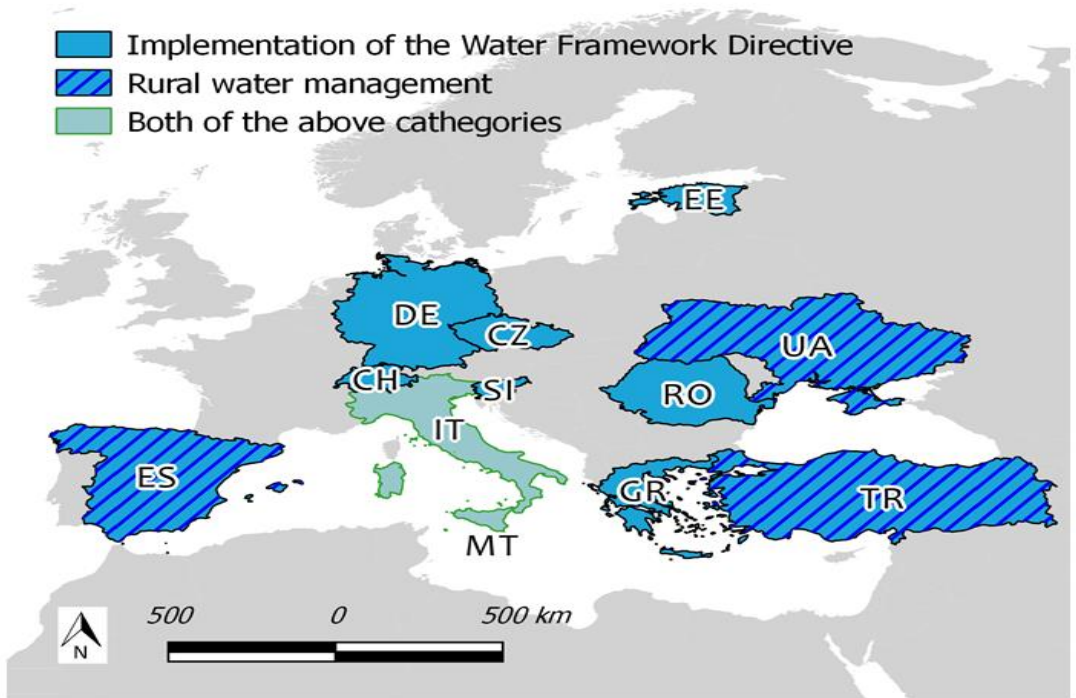 Implementation of the Water Framework Directive
Rural water management
Both of the above cathegories
EE
DE
CZ
UA
CH
SI
RO
IT
ES
GR
TR
MT
500 0 500 km
N